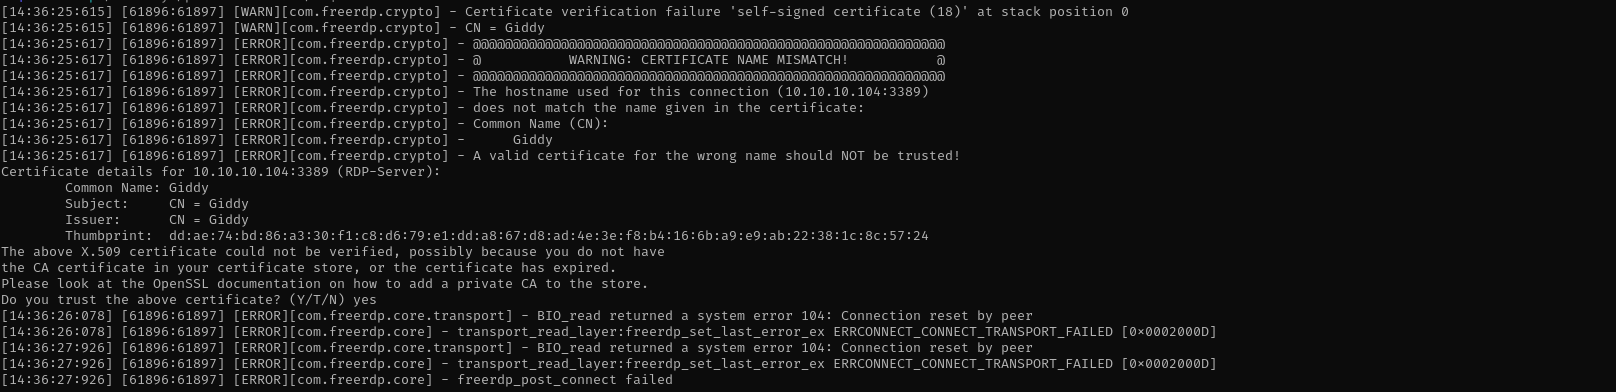 [14:36:25:615] [61896:61897] [WARN][com.freerdp.crypto] - Certificate verification failure 'self-signed certificate (18)' at stack position 0
[14:36:25:615] [61896:61897] [WARN][com.freerdp.crypto] - CN = Giddy
[14:36:25:617] [61896:61897] [ERROR][com.freerdp.crypto] - @@@@@@@@@@@@@@@@@@@@@@@@@@@@@@@@@@@@@@@@@@@@@@@@@@@@@@@@@@@
[14:36:25:617] [61896:61897] [ERROR][com.freerdp.crypto] - @           WARNING: CERTIFICATE NAME MISMATCH!           @
[14:36:25:617] [61896:61897] [ERROR][com.freerdp.crypto] - @@@@@@@@@@@@@@@@@@@@@@@@@@@@@@@@@@@@@@@@@@@@@@@@@@@@@@@@@@@
[14:36:25:617] [61896:61897] [ERROR][com.freerdp.crypto] - The hostname used for this connection (10.10.10.104:3389)
[14:36:25:617] [61896:61897] [ERROR][com.freerdp.crypto] - does not match the name given in the certificate:
[14:36:25:617] [61896:61897] [ERROR][com.freerdp.crypto] - Common Name (CN):
[14:36:25:617] [61896:61897] [ERROR][com.freerdp.crypto] -      Giddy
[14:36:25:617] [61896:61897] [ERROR][com.freerdp.crypto] - A valid certificate for the wrong name should NOT be trusted!
Certificate details for 10.10.10.104:3389 (RDP-Server):
        Common Name: Giddy
        Subject:     CN = Giddy
        Issuer:      CN = Giddy
        Thumbprint:  dd:ae:74:bd:86:a3:30:f1:c8:d6:79:e1:dd:a8:67:d8:ad:4e:3e:f8:b4:16:6b:a9:e9:ab:22:38:1c:8c:57:24
The above X.509 certificate could not be verified, possibly because you do not have
the CA certificate in your certificate store, or the certificate has expired.
Please look at the OpenSSL documentation on how to add a private CA to the store.
Do you trust the above certificate? (Y/T/N) yes
[14:36:26:078] [61896:61897] [ERROR][com.freerdp.core.transport] - BIO_read returned a system error 104: Connection reset by peer
[14:36:26:078] [61896:61897] [ERROR][com.freerdp.core] - transport_read_layer:freerdp_set_last_error_ex ERRCONNECT_CONNECT_TRANSPORT_FAILED [0×0002000D]
[14:36:27:926] [61896:61897] [ERROR][com.freerdp.core.transport] - BIO_read returned a system error 104: Connection reset by peer
[14:36:27:926] [61896:61897] [ERROR][com.freerdp.core] - transport_read_layer:freerdp_set_last_error_ex ERRCONNECT_CONNECT_TRANSPORT_FAILED [0×0002000D]
[14:36:27:926] [61896:61897] [ERROR][com.freerdp.core] - freerdp_post_connect failed